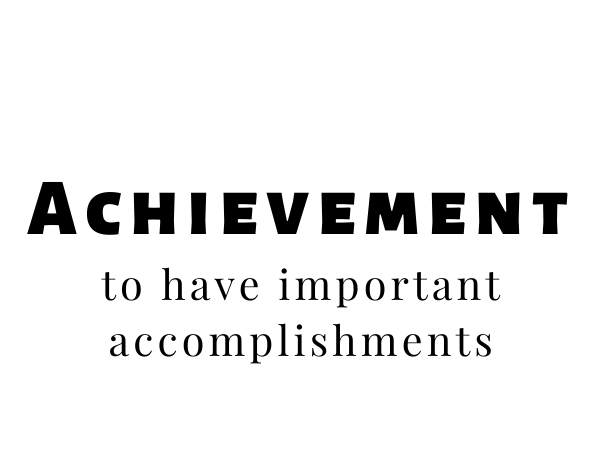 Achievement
to have important
accomplishments